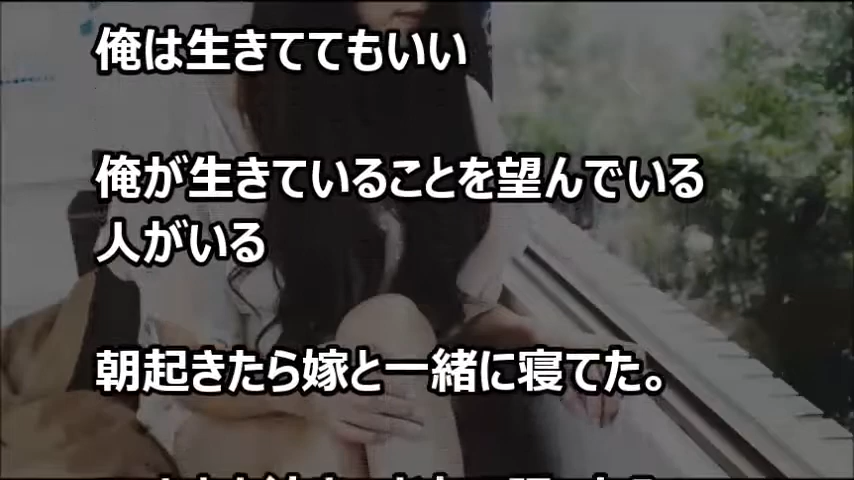 俺は生きててもいい
俺が生きていることを望んでいる
人がいる
朝起きたら嫁と一緒に寝てた。